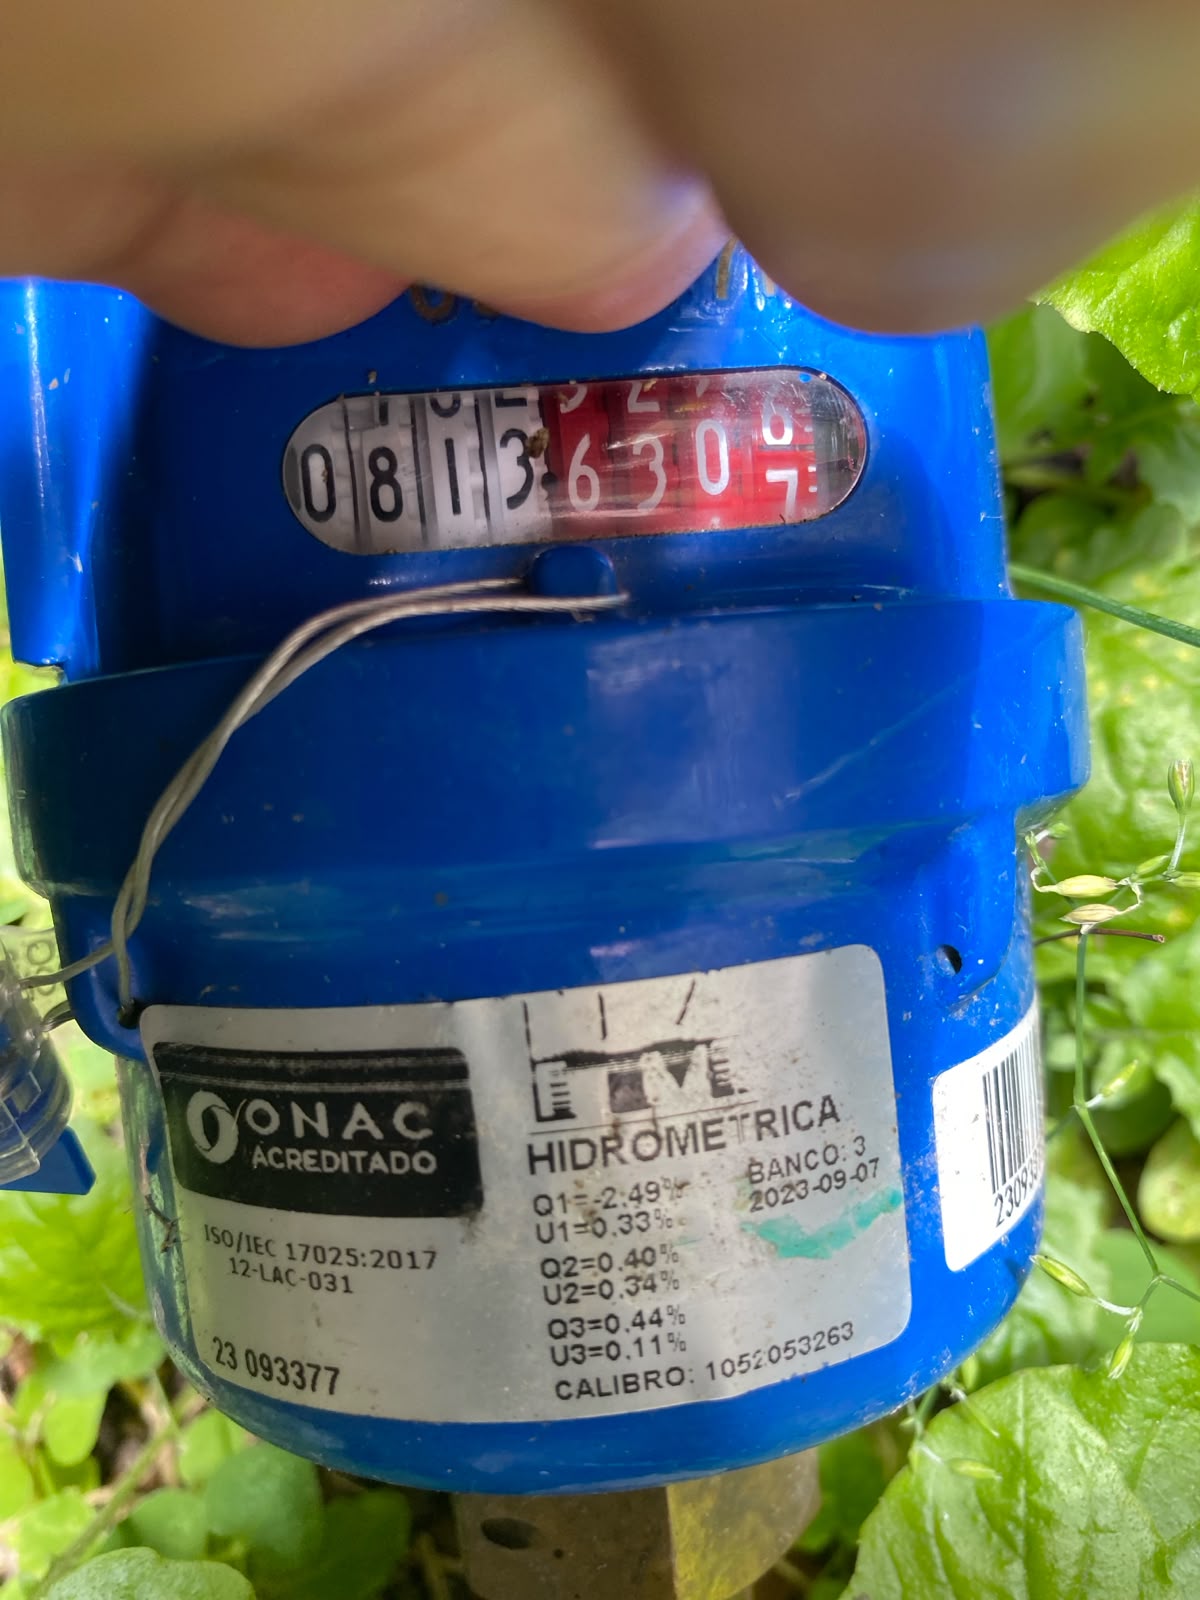 0813630
ONAC
ACREDITADO
ISO/IEC 17025:2017
12-LAC-031
23 093377
HIDROMETRICA
BANCO: 3
2023-09-07
Q1=-2.49%
U1=0.33%
Q2=0.40%
U2=0.34%
Q3=0.44%
U3=0.11%
CALIBRO: 1052053263